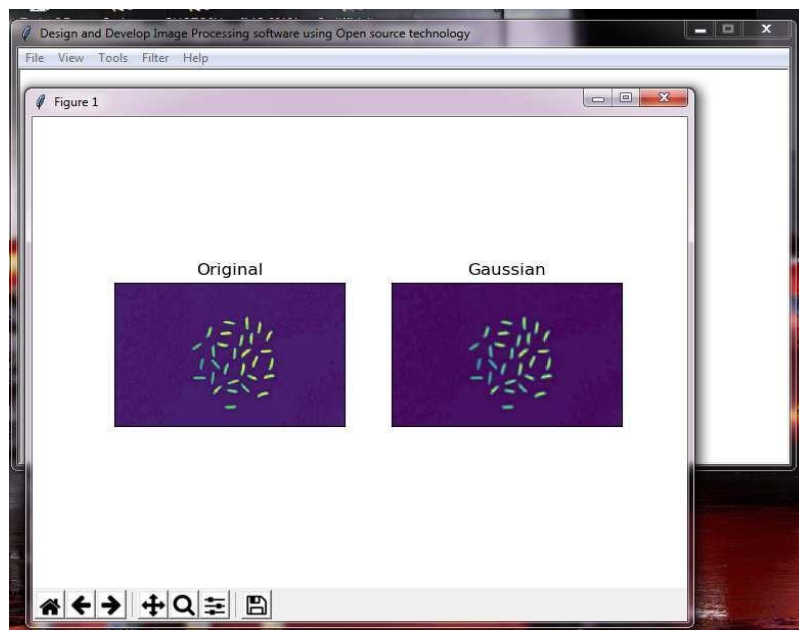 Design and Develop Image Processing software using Open source technology
File View Tools Filter Help
Figure 1
Original
Gaussian